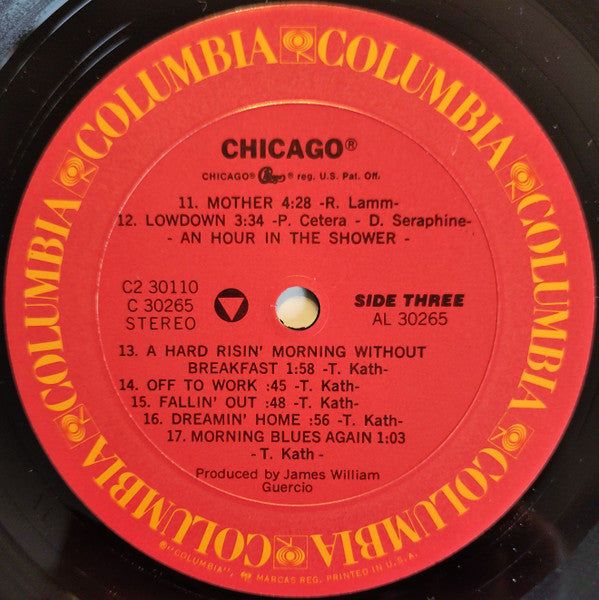 COLUMBIA COLUMBIA COLUMBIA COLUMBIA COLUMBIA COLUMBIA
CHICAGO®
CHICAGO® Chicago® reg. U.S. Pat. Off.
11. MOTHER 4:28 -R. Lamm-
12. LOWDOWN 3:34 -P. Cetera - D. Seraphine-
- AN HOUR IN THE SHOWER -
C2 30110
C 30265
STEREO
SIDE THREE
AL 30265
13. A HARD RISIN' MORNING WITHOUT
BREAKFAST 1:58 -T. Kath-
14. OFF TO WORK :45 -T. Kath-
15. FALLIN' OUT :48 -T. Kath-
16. DREAMIN' HOME :56 -T. Kath-
17. MORNING BLUES AGAIN 1:03
-T. Kath -
Produced by James William
Guercio
®"COLUMBIA", MARCAS REG. PRINTED IN U.S.A.